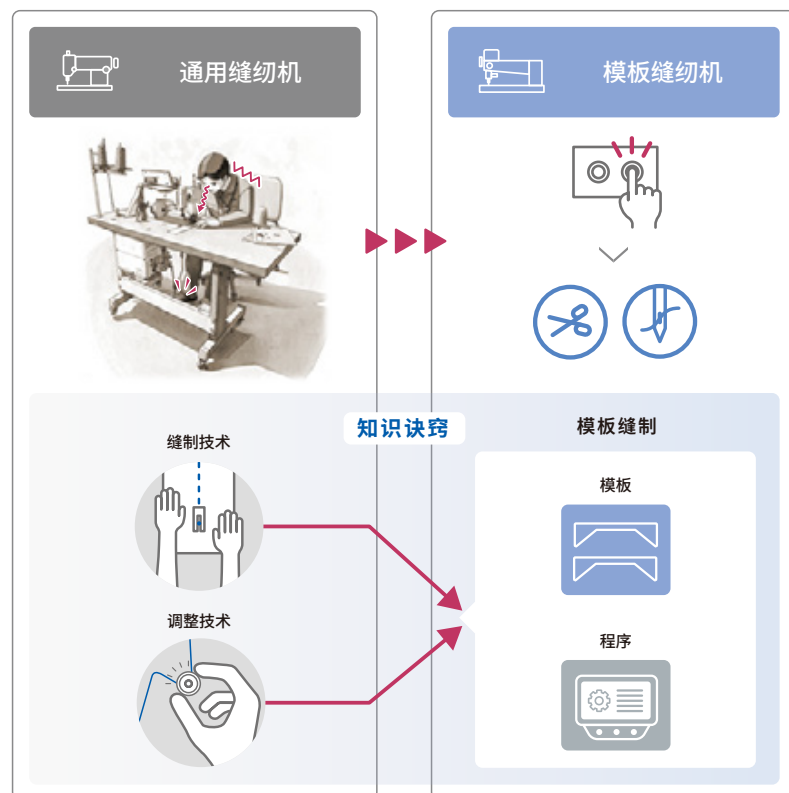 通用缝纫机
模板缝纫机
知识诀窍
缝制技术
模板缝制
模板
调整技术
程序